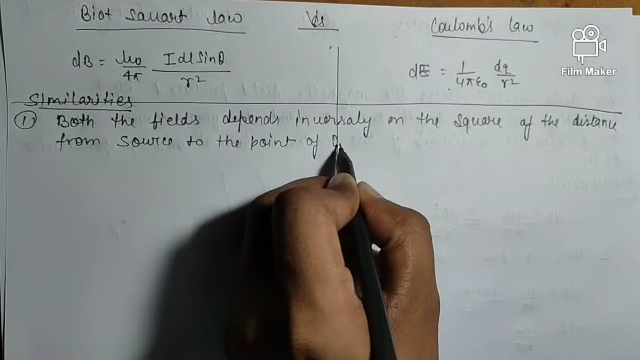 Biot savart law Vs Coulomb's law
dB = μ₀/4π Idl Sinθ/r² dE = 1/4πε₀ dq/r²
Similarities
① Both the fields depends inversaly on the square of the distance
from source to the point of
Film Maker